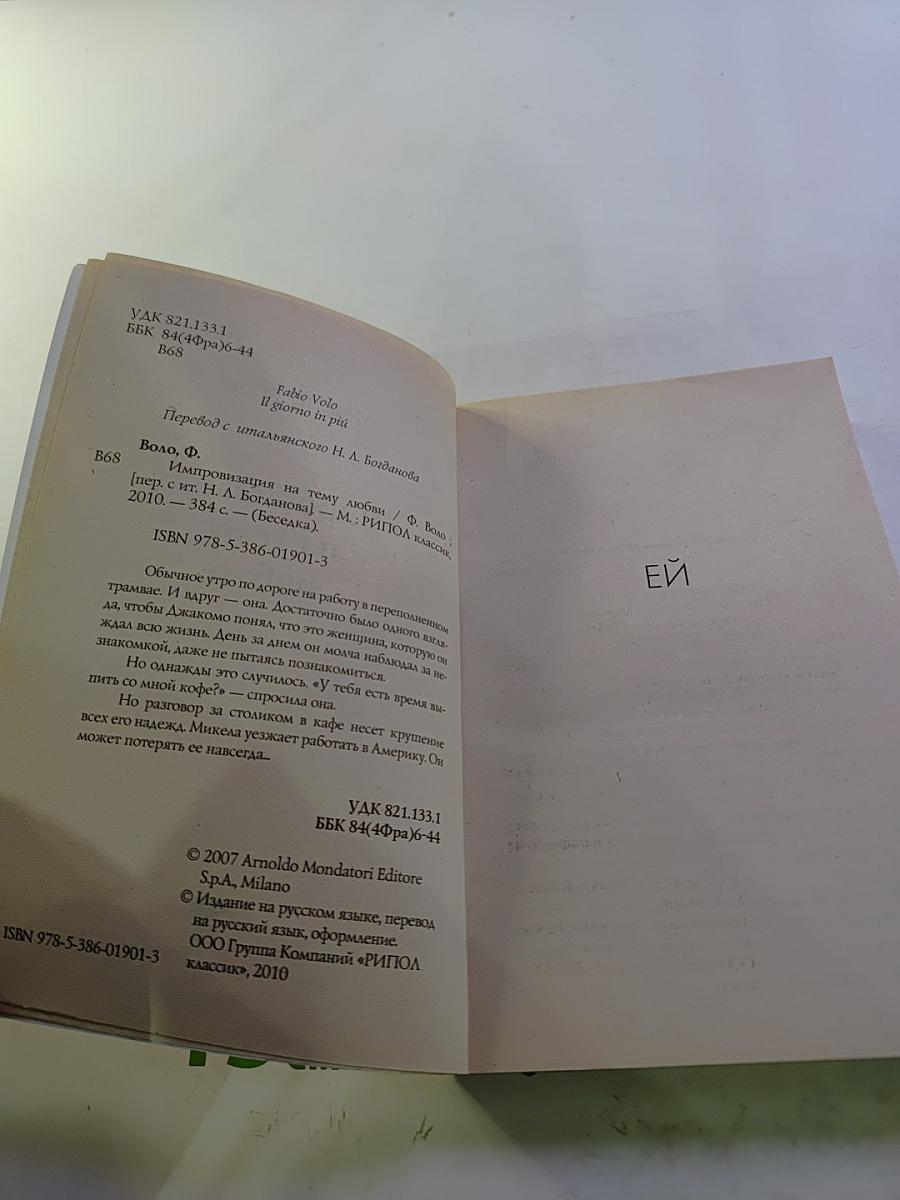 УДК 821.133.1
ББК 84(4Фра)6-44
В68
Fabio Volo
Il giorno in più
Перевод с итальянского Н. Л. Богданова
Воло, Ф.
В68
Импровизация на тему любви / Ф. Воло ;
[пер. с ит. Н. Л. Богданова]. — М. : РИПОЛ классик,
2010. — 384 с. — (Беседка).
ISBN 978-5-386-01901-3
Обычное утро по дороге на работу в переполненном
трамвае. И вдруг — она. Достаточно было одного взгля-
да, чтобы Джакомо понял, что это женщина, которую он
ждал всю жизнь. День за днем он молча наблюдал за не-
знакомкой, даже не пытаясь познакомиться.
Но однажды это случилось. «У тебя есть время вы-
пить со мной кофе?» — спросила она.
Но разговор за столиком в кафе несет крушение
всех его надежд. Микела уезжает работать в Америку. Он
может потерять ее навсегда...
УДК 821.133.1
ББК 84(4Фра)6-44
© 2007 Arnoldo Mondatori Editore
S.p.A., Milano
© Издание на русском языке, перевод
на русский язык, оформление.
ООО Группа Компаний «РИПОЛ
классик», 2010
ISBN 978-5-386-01901-3
ЕЙ